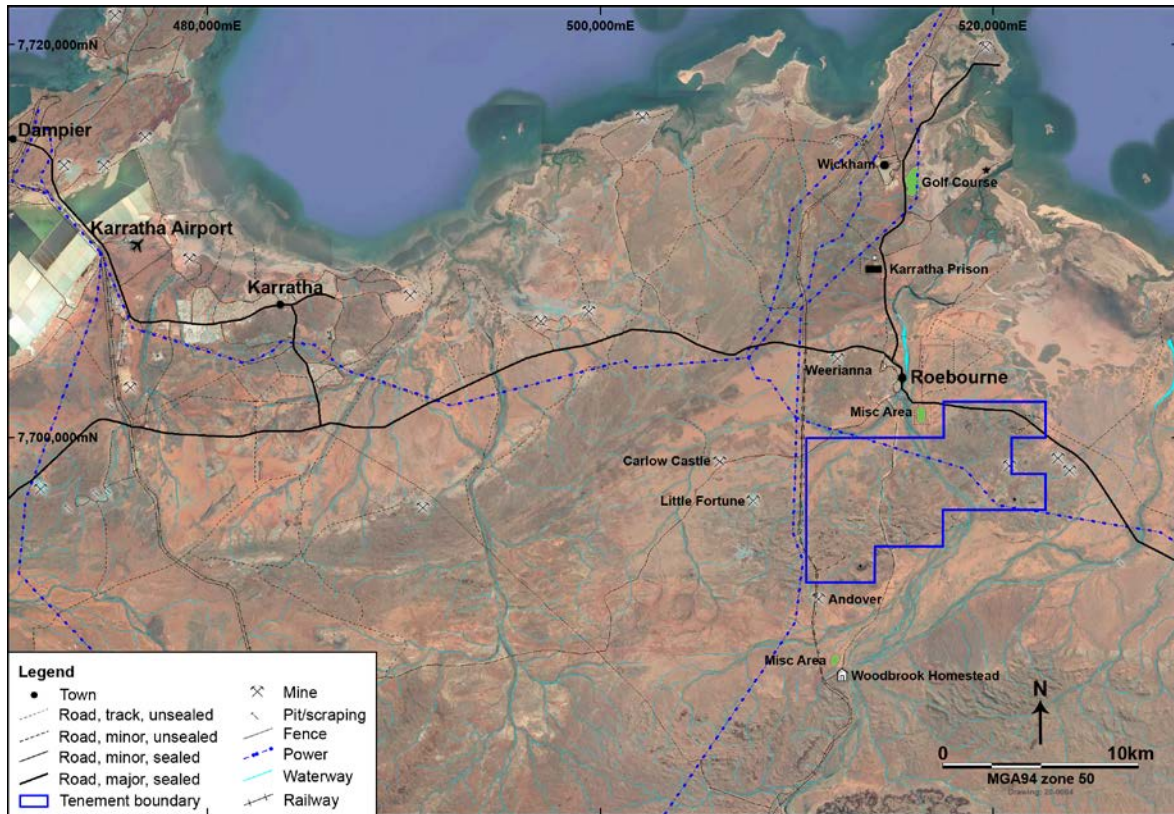 480,000mE
500,000mE
520,000mE
7,720,000mN
Dampier
Wickham
Golf Course
Karratha Airport
Karratha Prison
Karratha
Weerianna
Roebourne
Misc Area
7,700,000mN
Carlow Castle
Little Fortune
Andover
Misc Area
Woodbrook Homestead
Legend
Town
Road, track, unsealed
Road, minor, unsealed
Road, minor, sealed
Road, major, sealed
Tenement boundary
Mine
Pit/scraping
Fence
Power
Waterway
Railway
N
0 10km
MGA94 zone 50